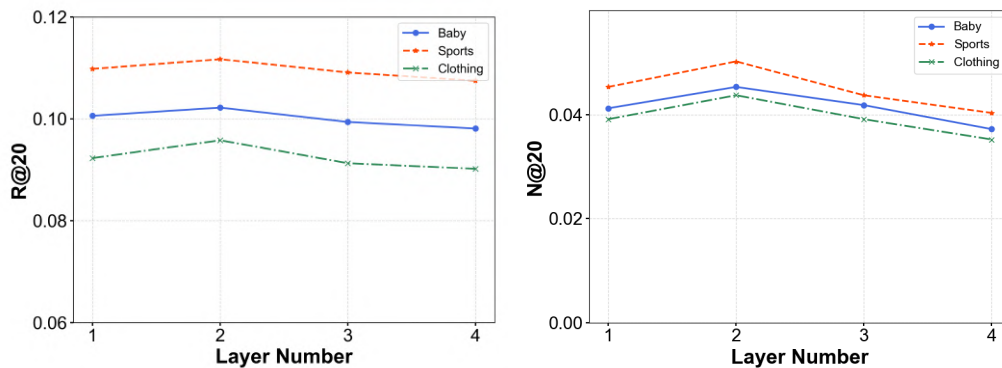 0.12
0.10
0.08
0.06
R@20
1 2 3 4
Layer Number
Baby
Sports
Clothing
0.04
0.02
0.00
N@20
1 2 3 4
Layer Number
Baby
Sports
Clothing